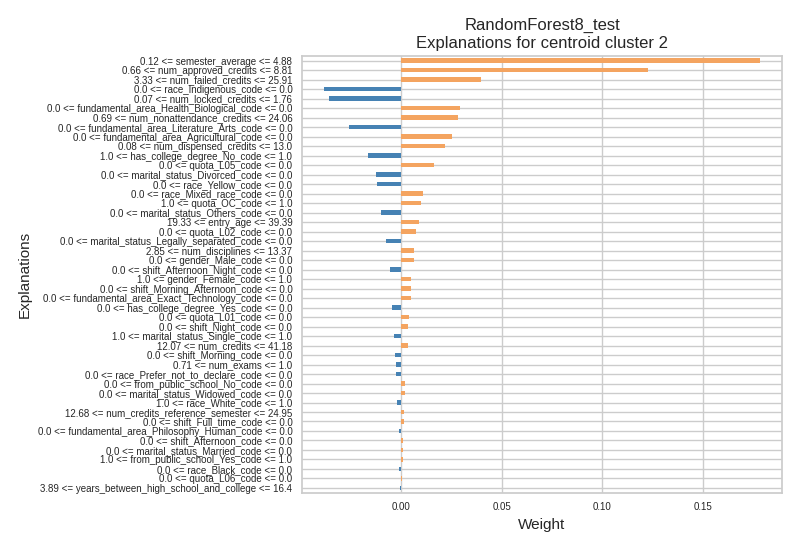 RandomForest8_test
Explanations for centroid cluster 2
0.12 <= semester_average <= 4.88
0.66 <= num_approved_credits <= 8.81
3.33 <= num_failed_credits <= 25.91
0.0 <= race_Indigenous_code <= 0.0
0.07 <= num_locked_credits <= 1.76
0.0 <= fundamental_area_Health_Biological_code <= 0.0
0.69 <= num_nonattendance_credits <= 24.06
0.0 <= fundamental_area_Literature_Arts_code <= 0.0
0.0 <= fundamental_area_Agricultural_code <= 0.0
0.08 <= num_dispensed_credits <= 13.0
1.0 <= has_college_degree_No_code <= 1.0
0.0 <= quota_L05_code <= 0.0
0.0 <= marital_status_Divorced_code <= 0.0
0.0 <= race_Yellow_code <= 0.0
0.0 <= race_Mixed_race_code <= 0.0
1.0 <= quota_OC_code <= 1.0
0.0 <= marital_status_Others_code <= 0.0
19.33 <= entry_age <= 39.39
0.0 <= quota_L02_code <= 0.0
0.0 <= marital_status_Legally_separated_code <= 0.0
2.85 <= num_disciplines <= 13.37
0.0 <= gender_Male_code <= 0.0
0.0 <= shift_Afternoon_Night_code <= 0.0
1.0 <= gender_Female_code <= 1.0
0.0 <= shift_Morning_Afternoon_code <= 0.0
0.0 <= fundamental_area_Exact_Technology_code <= 0.0
0.0 <= has_college_degree_Yes_code <= 0.0
0.0 <= quota_L01_code <= 0.0
0.0 <= shift_Night_code <= 0.0
1.0 <= marital_status_Single_code <= 1.0
12.07 <= num_credits <= 41.18
0.0 <= shift_Morning_code <= 0.0
0.71 <= num_exams <= 1.0
0.0 <= race_Prefer_not_to_declare_code <= 0.0
0.0 <= from_public_school_No_code <= 0.0
0.0 <= marital_status_Widowed_code <= 0.0
1.0 <= race_White_code <= 1.0
12.68 <= num_credits_reference_semester <= 24.95
0.0 <= shift_Full_time_code <= 0.0
0.0 <= fundamental_area_Philosophy_Human_code <= 0.0
0.0 <= shift_Afternoon_code <= 0.0
0.0 <= marital_status_Married_code <= 0.0
1.0 <= from_public_school_Yes_code <= 1.0
0.0 <= race_Black_code <= 0.0
0.0 <= quota_L06_code <= 0.0
3.89 <= years_between_high_school_and_college <= 16.4
Explanations
0.00 0.05 0.10 0.15
Weight